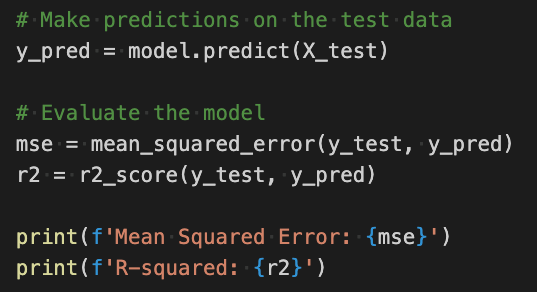 # Make predictions on the test data
y_pred = model.predict(X_test)
# Evaluate the model
mse = mean_squared_error(y_test, y_pred)
r2 = r2_score(y_test, y_pred)
print(f'Mean Squared Error: {mse}')
print(f'R-squared: {r2}')